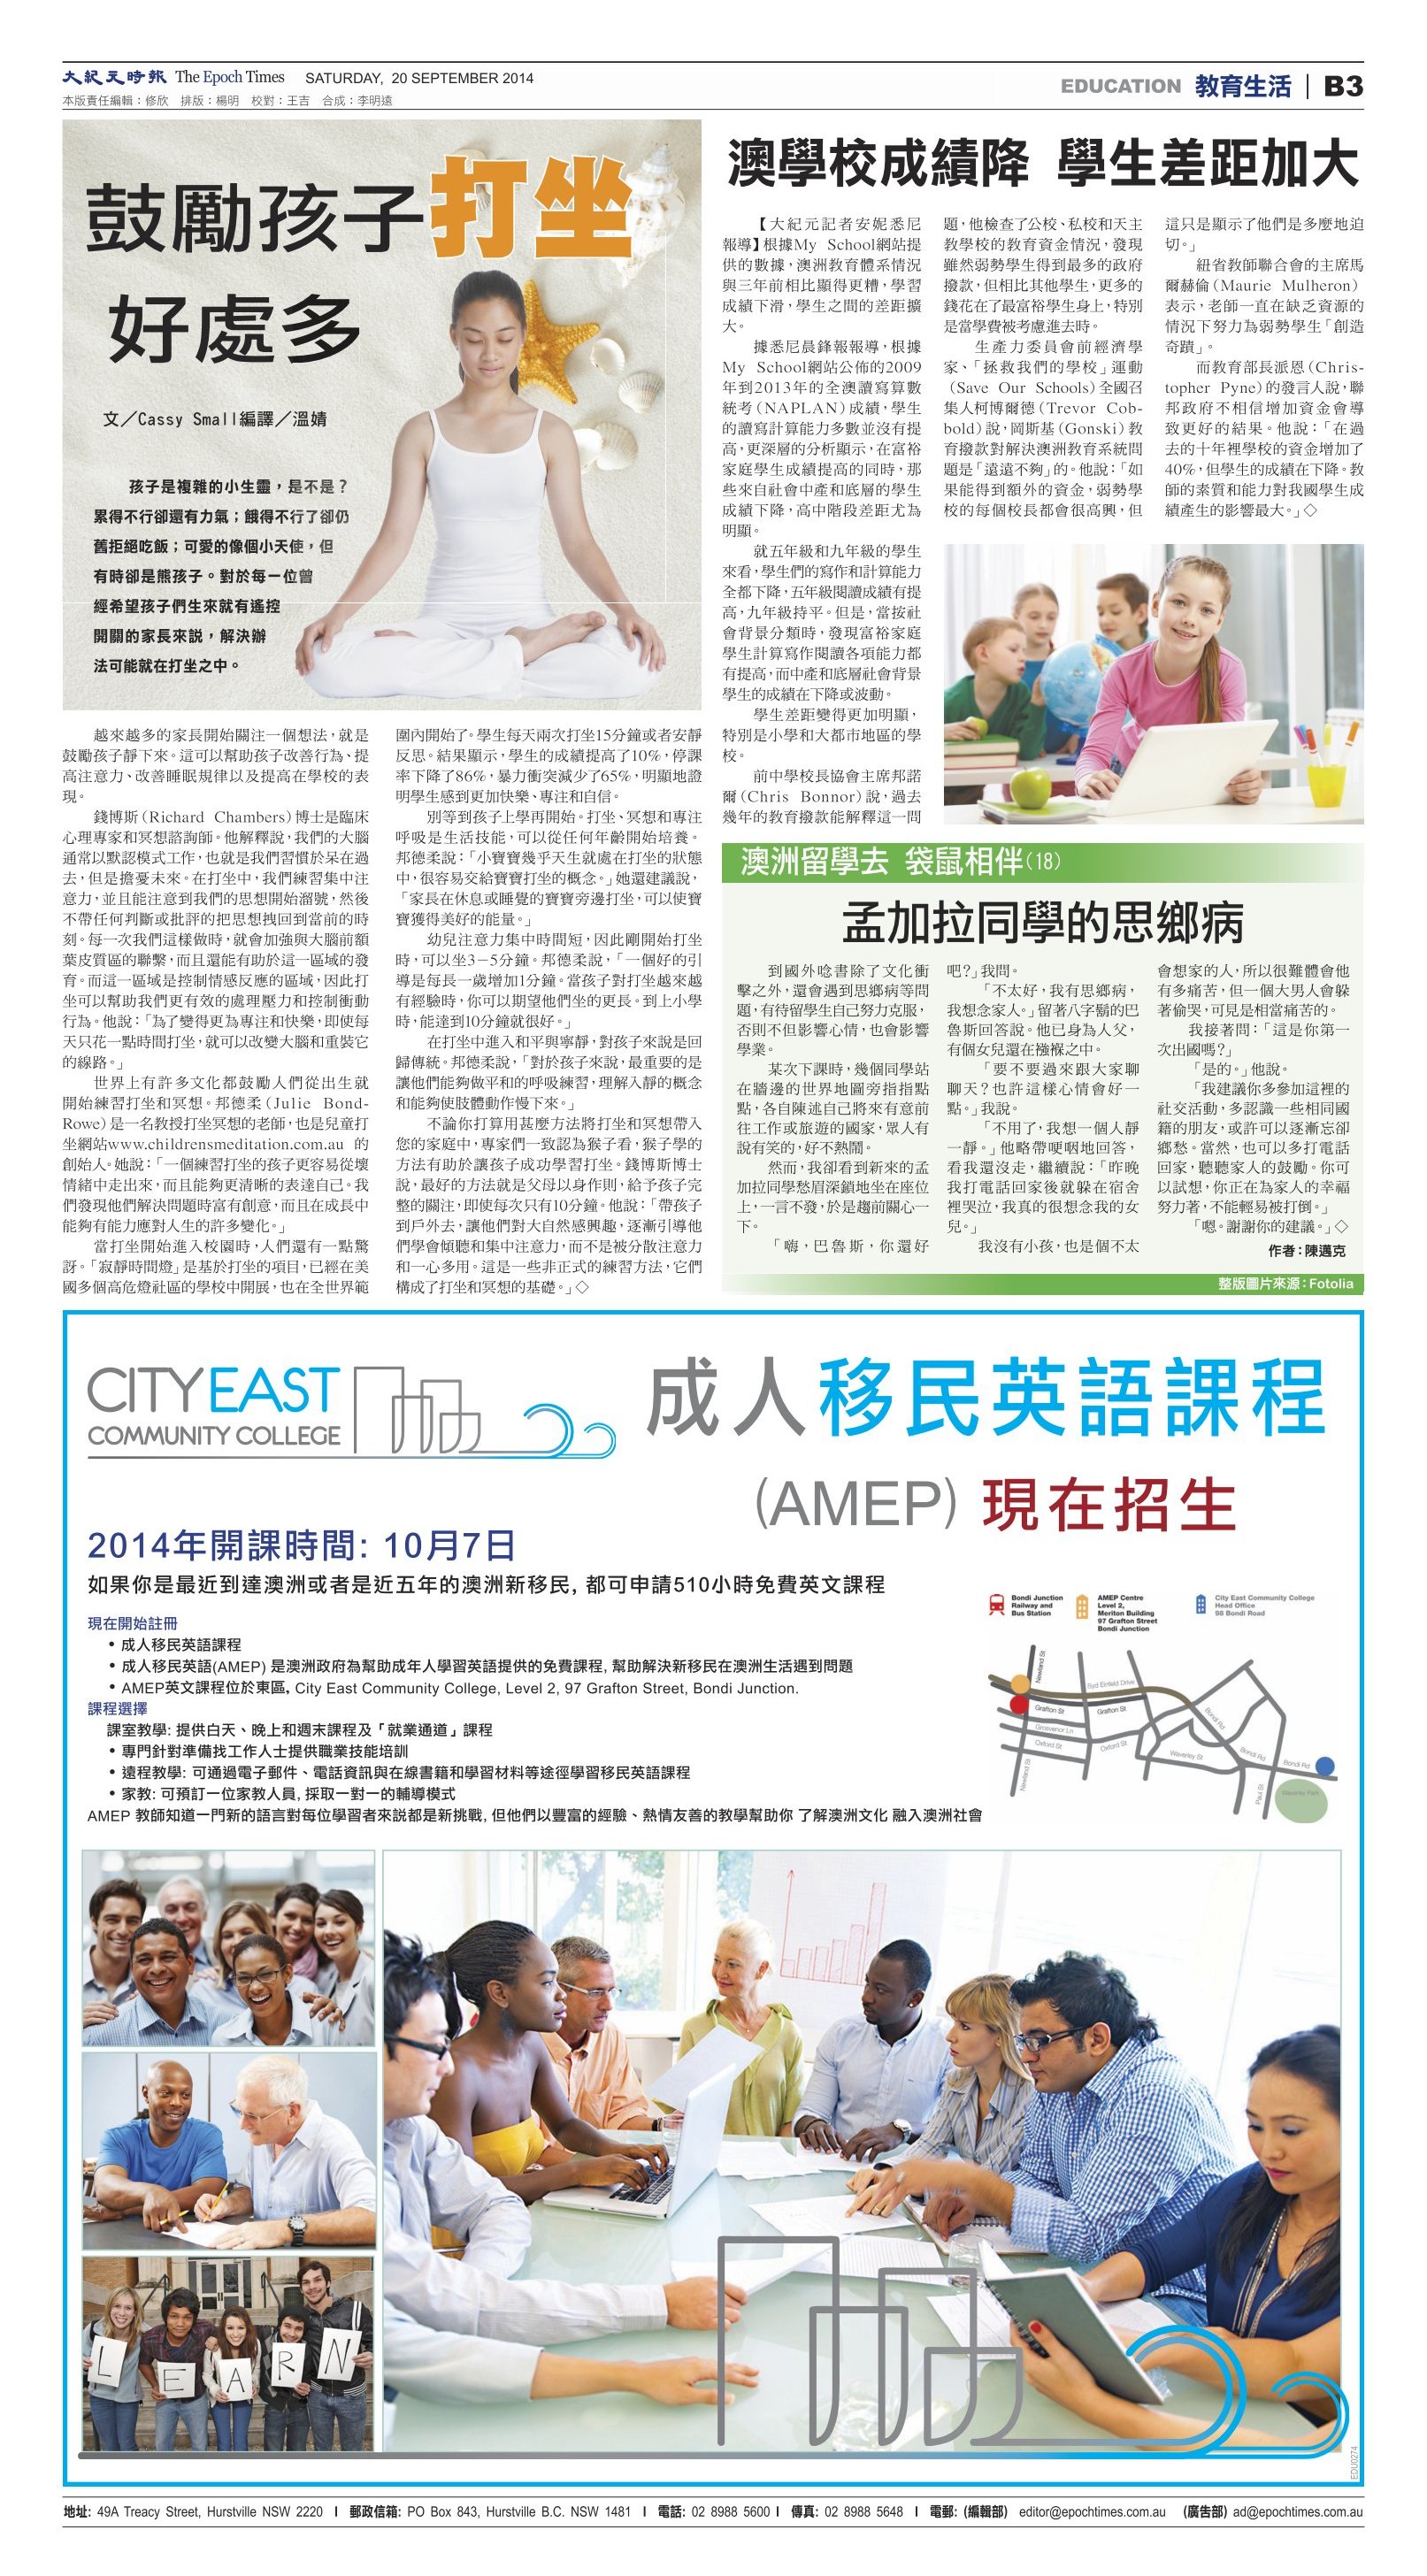 大紀元時報 The Epoch Times SATURDAY, 20 SEPTEMBER 2014
本版責任編輯：修欣 排版：楊明 校對：王吉 合成：李明遠
EDUCATION 教育生活 | B3
鼓勵孩子打坐
好處多
文／Cassy Small編譯／溫婧
孩子是複雜的小生靈，是不是？
累得不行卻還有力氣；餓得不行了卻仍
舊拒絕吃飯；可愛的像個小天使，但
有時卻是熊孩子。對於每一位曾
經希望孩子們生來就有遙控
開關的家長來說，解決辦
法可能就在打坐之中。
越來越多的家長開始關注一個想法，就是
鼓勵孩子靜下來。這可以幫助孩子改善行為、提
高注意力、改善睡眠規律以及提高在學校的表
現。
錢博斯（Richard Chambers）博士是臨床
心理專家和冥想諮詢師。他解釋說，我們的大腦
通常以默認模式工作，也就是我們習慣於呆在過
去，但是擔憂未來。在打坐中，我們練習集中注
意力，並且能注意到我們的思想開始溜號，然後
不帶任何判斷或批評的把思想拽回到當前的時
刻。每一次我們這樣做時，就會加強與大腦前額
葉皮質區的聯繫，而且還能有助於這一區域的發
育。而這一區域是控制情感反應的區域，因此打
坐可以幫助我們更有效的處理壓力和控制衝動
行為。他說：「為了變得更為專注和快樂，即使每
天只花一點時間打坐，就可以改變大腦和重裝它
的線路。」
世界上有許多文化都鼓勵人們從出生就
開始練習打坐和冥想。邦德柔（Julie Bond-
Rowe）是一名教授打坐冥想的老師，也是兒童打
坐網站www.childrensmeditation.com.au 的
創始人。她說：「一個練習打坐的孩子更容易從壞
情緒中走出來，而且能夠更清晰的表達自己。我
們發現他們解決問題時富有創意，而且在成長中
能夠有能力應對人生的許多變化。」
當打坐開始進入校園時，人們還有一點驚
訝。「寂靜時間燈」是基於打坐的項目，已經在美
國多個高危燈社區的學校中開展，也在全世界範
圍內開始了。學生每天兩次打坐15分鐘或者安靜
反思。結果顯示，學生的成績提高了10%，停課
率下降了86%，暴力衝突減少了65%，明顯地證
明學生感到更加快樂、專注和自信。
別等到孩子上學再開始。打坐、冥想和專注
呼吸是生活技能，可以從任何年齡開始培養。
邦德柔說：「小寶寶幾乎天生就處在打坐的狀態
中，很容易交給寶寶打坐的概念。」她還建議說，
「家長在休息或睡覺的寶寶旁邊打坐，可以使寶
寶獲得美好的能量。」
幼兒注意力集中時間短，因此剛開始打坐
時，可以坐3－5分鐘。邦德柔說，「一個好的引
導是每長一歲增加1分鐘。當孩子對打坐越來越
有經驗時，你可以期望他們坐的更長。到上小學
時，能達到10分鐘就很好。」
在打坐中進入和平與寧靜，對孩子來說是回
歸傳統。邦德柔說，「對於孩子來說，最重要的是
讓他們能夠做平和的呼吸練習，理解入靜的概念
和能夠使肢體動作慢下來。」
不論你打算用甚麼方法將打坐和冥想帶入
您的家庭中，專家們一致認為猴子看，猴子學的
方法有助於讓孩子成功學習打坐。錢博斯博士
說，最好的方法就是父母以身作則，給予孩子完
整的關注，即使每次只有10分鐘。他說：「帶孩子
到戶外去，讓他們對大自然感興趣，逐漸引導他
們學會傾聽和集中注意力，而不是被分散注意力
和一心多用。這是一些非正式的練習方法，它們
構成了打坐和冥想的基礎。」◇
澳學校成績降 學生差距加大
【大紀元記者安妮悉尼
報導】根據My School網站提
供的數據，澳洲教育體系情況
與三年前相比顯得更糟，學習
成績下滑，學生之間的差距擴
大。
據悉尼晨鋒報報導，根據
My School網站公佈的2009
年到2013年的全澳讀寫算數
統考（NAPLAN）成績，學生
的讀寫計算能力多數並沒有提
高，更深層的分析顯示，在富裕
家庭學生成績提高的同時，那
些來自社會中產和底層的學生
成績下降，高中階段差距尤為
明顯。
就五年級和九年級的學生
來看，學生們的寫作和計算能力
全都下降，五年級閱讀成績有提
高，九年級持平。但是，當按社
會背景分類時，發現富裕家庭
學生計算寫作閱讀各項能力都
有提高，而中產和底層社會背景
學生的成績在下降或波動。
學生差距變得更加明顯，
特別是小學和大都市地區的學
校。
前中學校長協會主席邦諾
爾（Chris Bonnor）說，過去
幾年的教育撥款能解釋這一問
題，他檢查了公校、私校和天主
教學校的教育資金情況，發現
雖然弱勢學生得到最多的政府
撥款，但相比其他學生，更多的
錢花在了最富裕學生身上，特別
是當學費被考慮進去時。
生產力委員會前經濟學
家、「拯救我們的學校」運動
（Save Our Schools）全國召
集人柯博爾德（Trevor Cob-
bold）說，岡斯基（Gonski）教
育撥款對解決澳洲教育系統問
題是「遠遠不夠」的。他說：「如
果能得到額外的資金，弱勢學
校的每個校長都會很高興，但
這只是顯示了他們是多麼地迫
切。」
紐省教師聯合會的主席馬
爾赫倫（Maurie Mulheron）
表示，老師一直在缺乏資源的
情況下努力為弱勢學生「創造
奇蹟」。
而教育部長派恩（Chris-
topher Pyne）的發言人說，聯
邦政府不相信增加資金會導
致更好的結果。他說：「在過
去的十年裡學校的資金增加了
40%，但學生的成績在下降。教
師的素質和能力對我國學生成
績產生的影響最大。」◇
澳洲留學去 袋鼠相伴（18）
孟加拉同學的思鄉病
到國外唸書除了文化衝
擊之外，還會遇到思鄉病等問
題，有待留學生自己努力克服，
否則不但影響心情，也會影響
學業。
某次下課時，幾個同學站
在牆邊的世界地圖旁指指點
點，各自陳述自己將來有意前
往工作或旅遊的國家，眾人有
說有笑的，好不熱鬧。
然而，我卻看到新來的孟
加拉同學愁眉深鎖地坐在座位
上，一言不發，於是趨前關心一
下。
「嗨，巴魯斯，你還好
吧？」我問。
「不太好，我有思鄉病，
我想念家人。」留著八字鬍的巴
魯斯回答說。他已身為人父，
有個女兒還在襁褓之中。
「要不要過來跟大家聊
聊天？也許這樣心情會好一
點。」我說。
「不用了，我想一個人靜
一靜。」他略帶哽咽地回答，
看我還沒走，繼續說：「昨晚
我打電話回家後就躲在宿舍
裡哭泣，我真的很想念我的女
兒。」
我沒有小孩，也是個不太
會想家的人，所以很難體會他
有多痛苦，但一個大男人會躲
著偷哭，可見是相當痛苦的。
我接著問：「這是你第一
次出國嗎？」
「是的。」他說。
「我建議你多參加這裡的
社交活動，多認識一些相同國
籍的朋友，或許可以逐漸忘卻
鄉愁。當然，也可以多打電話
回家，聽聽家人的鼓勵。你可
以試想，你正在為家人的幸福
努力著，不能輕易被打倒。」
「嗯。謝謝你的建議。」◇
作者：陳邁克
整版圖片來源：Fotolia
CITY EAST
COMMUNITY COLLEGE
成人移民英語課程
(AMEP) 現在招生
2014年開課時間: 10月7日
如果你是最近到達澳洲或者是近五年的澳洲新移民, 都可申請510小時免費英文課程
現在開始註冊
• 成人移民英語課程
• 成人移民英語(AMEP) 是澳洲政府為幫助成年人學習英語提供的免費課程, 幫助解決新移民在澳洲生活遇到問題
• AMEP英文課程位於東區, City East Community College, Level 2, 97 Grafton Street, Bondi Junction.
課程選擇
課室教學: 提供白天、晚上和週末課程及「就業通道」課程
• 專門針對準備找工作人士提供職業技能培訓
• 遠程教學: 可通過電子郵件、電話資訊與在線書籍和學習材料等途徑學習移民英語課程
• 家教: 可預訂一位家教人員, 採取一對一的輔導模式
AMEP 教師知道一門新的語言對每位學習者來說都是新挑戰, 但他們以豐富的經驗、熱情友善的教學幫助你 了解澳洲文化 融入澳洲社會
Bondi Junction
Railway and
Bus Station
AMEP Centre
Level 2,
Meriton Building
97 Grafton Street
Bondi Junction
City East Community College
Head Office
98 Bondi Road
Newland St
Syd Einfeld Drive
Grafton St
Grafton St
Grosvenor Ln
Oxford St
Oxford St
Newland St
Waverley St
Bondi Rd
Bondi Rd
Bondi Rd
Paul St
Waverley Park
LEARN
EDU0274
地址: 49A Treacy Street, Hurstville NSW 2220 I 郵政信箱: PO Box 843, Hurstville B.C. NSW 1481 I 電話: 02 8988 5600 I 傳真: 02 8988 5648 I 電郵: (編輯部) editor@epochtimes.com.au (廣告部) ad@epochtimes.com.au